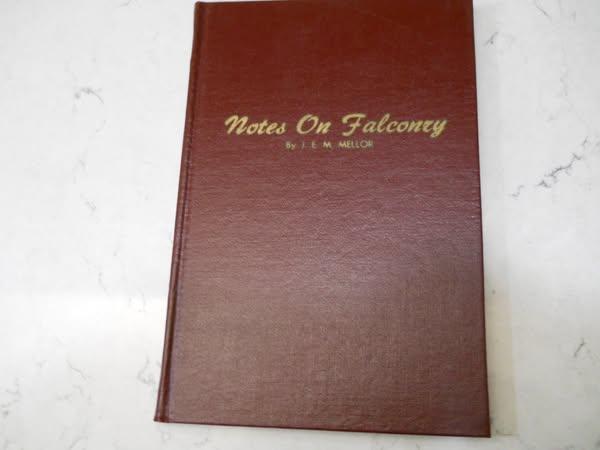 Notes On Falconry
By J. E. M. MELLOR